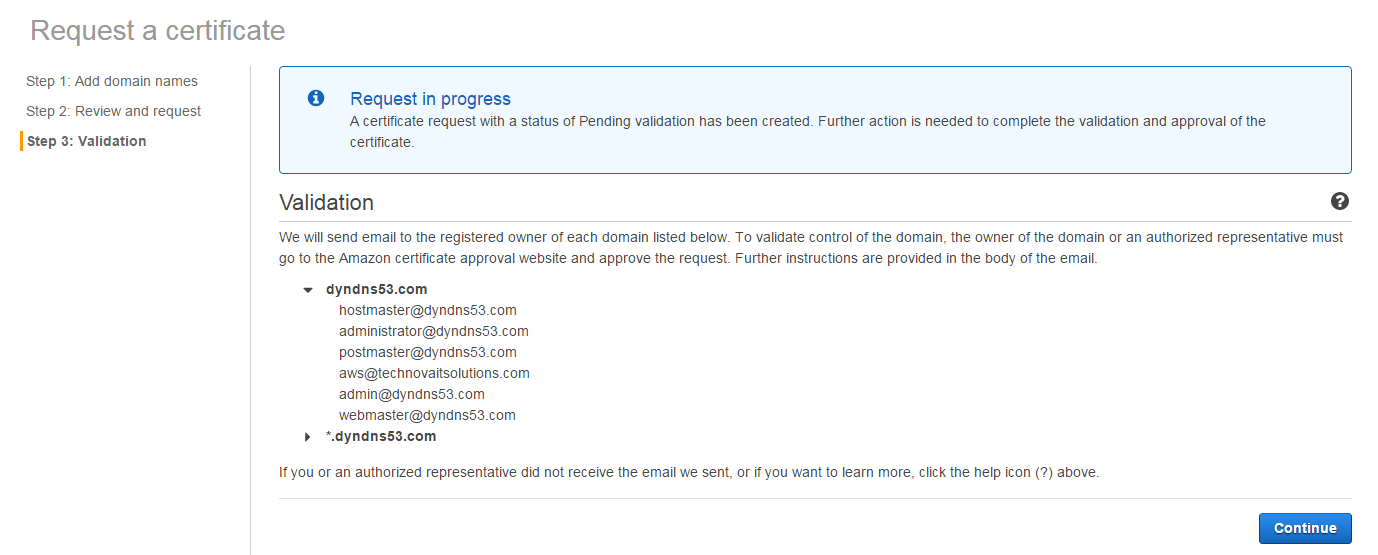 Request a certificate
Step 1: Add domain names
Step 2: Review and request
Step 3: Validation
Request in progress
A certificate request with a status of Pending validation has been created. Further action is needed to complete the validation and approval of the
certificate.
Validation
We will send email to the registered owner of each domain listed below. To validate control of the domain, the owner of the domain or an authorized representative must
go to the Amazon certificate approval website and approve the request. Further instructions are provided in the body of the email.
dyndns53.com
hostmaster@dyndns53.com
administrator@dyndns53.com
postmaster@dyndns53.com
aws@technovaitsolutions.com
admin@dyndns53.com
webmaster@dyndns53.com
*.dyndns53.com
If you or an authorized representative did not receive the email we sent, or if you want to learn more, click the help icon (?) above.
Continue